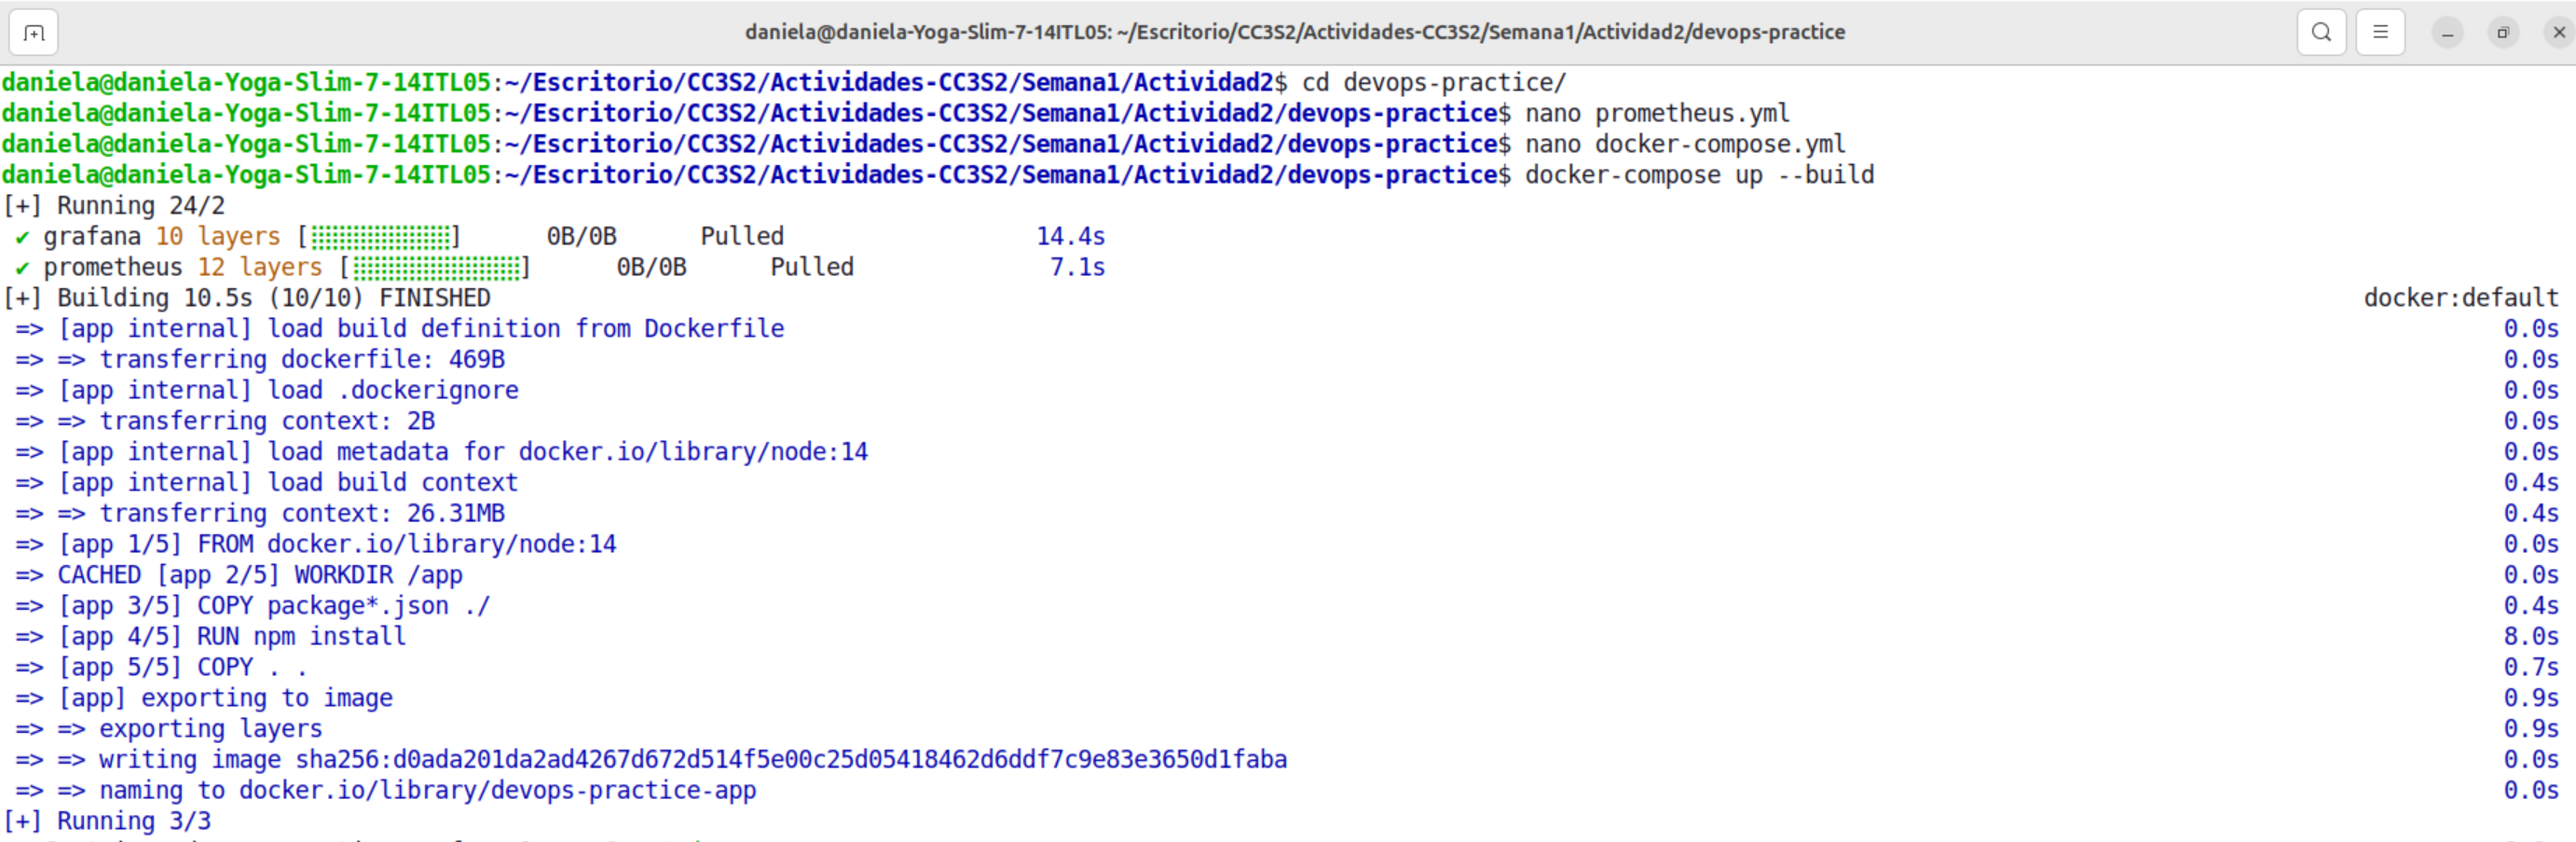 daniela@daniela-Yoga-Slim-7-14ITL05: ~/Escritorio/CC3S2/Actividades-CC3S2/Semana1/Actividad2/devops-practice
daniela@daniela-Yoga-Slim-7-14ITL05:~/Escritorio/CC3S2/Actividades-CC3S2/Semana1/Actividad2$ cd devops-practice/
daniela@daniela-Yoga-Slim-7-14ITL05:~/Escritorio/CC3S2/Actividades-CC3S2/Semana1/Actividad2/devops-practice$ nano prometheus.yml
daniela@daniela-Yoga-Slim-7-14ITL05:~/Escritorio/CC3S2/Actividades-CC3S2/Semana1/Actividad2/devops-practice$ nano docker-compose.yml
daniela@daniela-Yoga-Slim-7-14ITL05:~/Escritorio/CC3S2/Actividades-CC3S2/Semana1/Actividad2/devops-practice$ docker-compose up --build
[+] Running 24/2
✔ grafana 10 layers [⣿⣿⣿⣿⣿⣿⣿⣿⣿⣿] 0B/0B Pulled 14.4s
✔ prometheus 12 layers [⣿⣿⣿⣿⣿⣿⣿⣿⣿⣿⣿⣿] 0B/0B Pulled 7.1s
[+] Building 10.5s (10/10) FINISHED docker:default
=> [app internal] load build definition from Dockerfile 0.0s
=> => transferring dockerfile: 469B 0.0s
=> [app internal] load .dockerignore 0.0s
=> => transferring context: 2B 0.0s
=> [app internal] load metadata for docker.io/library/node:14 0.0s
=> [app internal] load build context 0.4s
=> => transferring context: 26.31MB 0.4s
=> [app 1/5] FROM docker.io/library/node:14 0.0s
=> CACHED [app 2/5] WORKDIR /app 0.0s
=> [app 3/5] COPY package*.json ./ 0.4s
=> [app 4/5] RUN npm install 8.0s
=> [app 5/5] COPY . . 0.7s
=> [app] exporting to image 0.9s
=> => exporting layers 0.9s
=> => writing image sha256:d0ada201da2ad4267d672d514f5e00c25d05418462d6ddf7c9e83e3650d1faba 0.0s
=> => naming to docker.io/library/devops-practice-app 0.0s
[+] Running 3/3